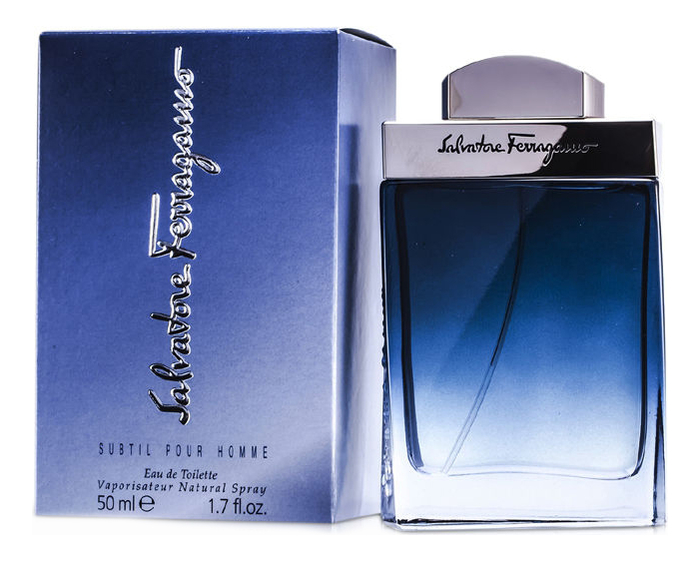 Salvatore Ferragamo
SUBTIL POUR HOMME
Eau de Toilette
Vaporisateur Natural Spray
50 ml ℮ 1.7 fl.oz.
Salvatore Ferragamo